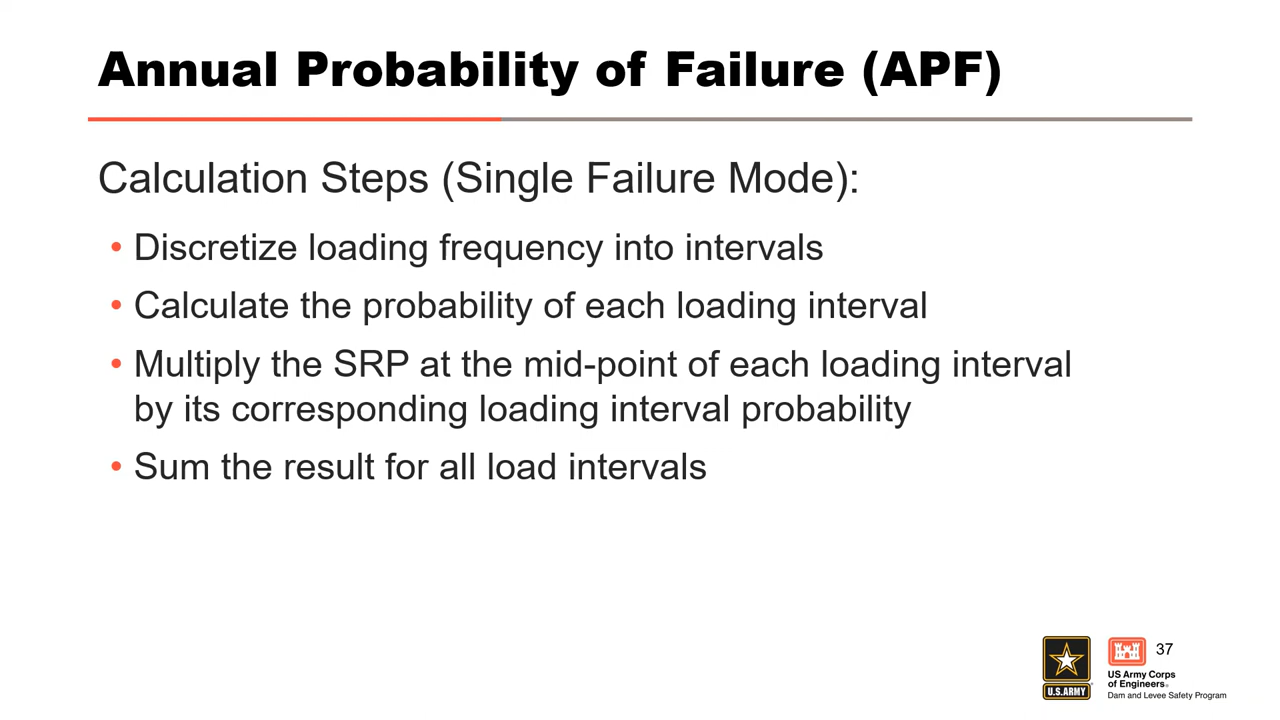 Annual Probability of Failure (APF)
Calculation Steps (Single Failure Mode):
• Discretize loading frequency into intervals
• Calculate the probability of each loading interval
• Multiply the SRP at the mid-point of each loading interval
by its corresponding loading interval probability
• Sum the result for all load intervals
37
U.S. ARMY
US Army Corps
of Engineers®
Dam and Levee Safety Program